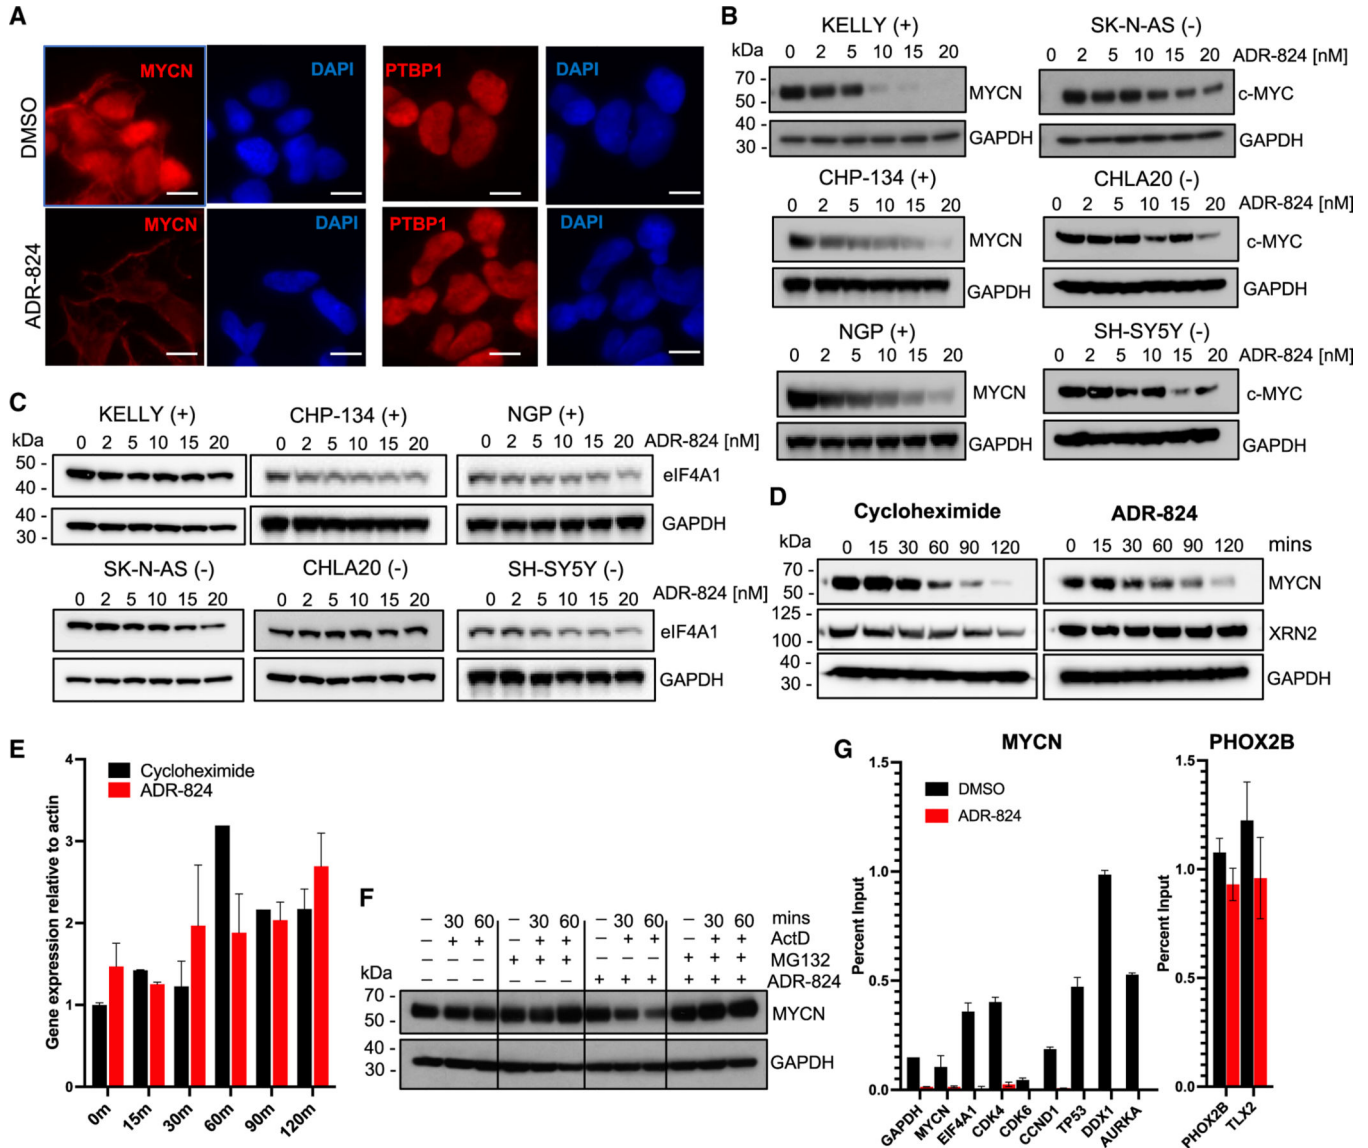 A
MYCN
DAPI
PTBP1
DAPI
DMSO
MYCN
DAPI
PTBP1
DAPI
ADR-824
B
KELLY (+)
SK-N-AS (-)
kDa
0 2 5 10 15 20
0 2 5 10 15 20
ADR-824 [nM]
70 -
50 -
MYCN
c-MYC
40 -
30 -
GAPDH
GAPDH
CHP-134 (+)
CHLA20 (-)
0 2 5 10 15 20
0 2 5 10 15 20
ADR-824 [nM]
MYCN
c-MYC
GAPDH
GAPDH
NGP (+)
SH-SY5Y (-)
0 2 5 10 15 20
0 2 5 10 15 20
ADR-824 [nM]
MYCN
c-MYC
GAPDH
GAPDH
C
KELLY (+)
CHP-134 (+)
NGP (+)
kDa
0 2 5 10 15 20
0 2 5 10 15 20
0 2 5 10 15 20
ADR-824 [nM]
50 -
40 -
eIF4A1
40 -
30 -
GAPDH
SK-N-AS (-)
CHLA20 (-)
SH-SY5Y (-)
0 2 5 10 15 20
0 2 5 10 15 20
0 2 5 10 15 20
ADR-824 [nM]
eIF4A1
GAPDH
D
Cycloheximide
ADR-824
kDa
0 15 30 60 90 120
0 15 30 60 90 120
mins
70 -
50 -
MYCN
125 -
100 -
XRN2
40 -
30 -
GAPDH
E
Gene expression relative to actin
4
3
2
1
0
Cycloheximide
ADR-824
0m
15m
30m
60m
90m
120m
F
– 30 60 – 30 60 – 30 60 – 30 60 mins
– + + – + + – + + – + + ActD
– – – + + + – – – + + + MG132
– – – – – – + + + + + + ADR-824
kDa
70 -
50 -
MYCN
40 -
30 -
GAPDH
G
MYCN
PHOX2B
Percent Input
1.5
1.0
0.5
0.0
DMSO
ADR-824
GAPDH
MYCN
EIF4A1
CDK4
CDK6
CCND1
TP53
DDX1
AURKA
Percent Input
1.5
1.0
0.5
0.0
PHOX2B
TLX2